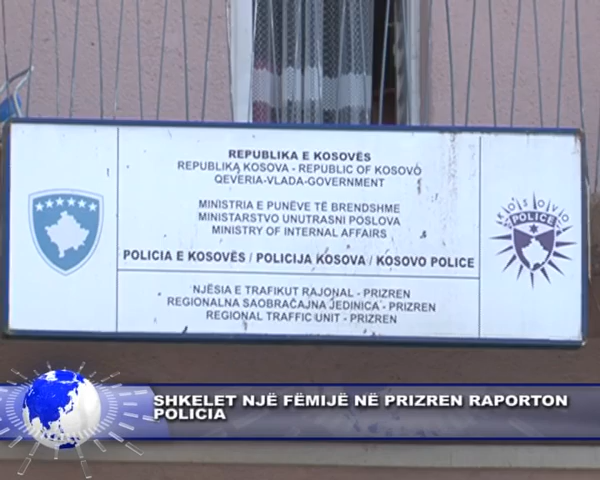 REPUBLIKA E KOSOVËS
REPUBLIKA KOSOVA - REPUBLIC OF KOSOVO
QEVERIA-VLADA-GOVERNMENT
MINISTRIA E PUNËVE TË BRENDSHME
MINISTARSTVO UNUTRASNI POSLOVA
MINISTRY OF INTERNAL AFFAIRS
POLICIA E KOSOVËS / POLICIJA KOSOVA / KOSOVO POLICE
NJËSIA E TRAFIKUT RAJONAL - PRIZREN
REGIONALNA SAOBRAČAJNA JEDINICA - PRIZREN
REGIONAL TRAFFIC UNIT - PRIZREN
KOSOVO
POLICE
SHKELET NJË FËMIJË NË PRIZREN RAPORTON
POLICIA